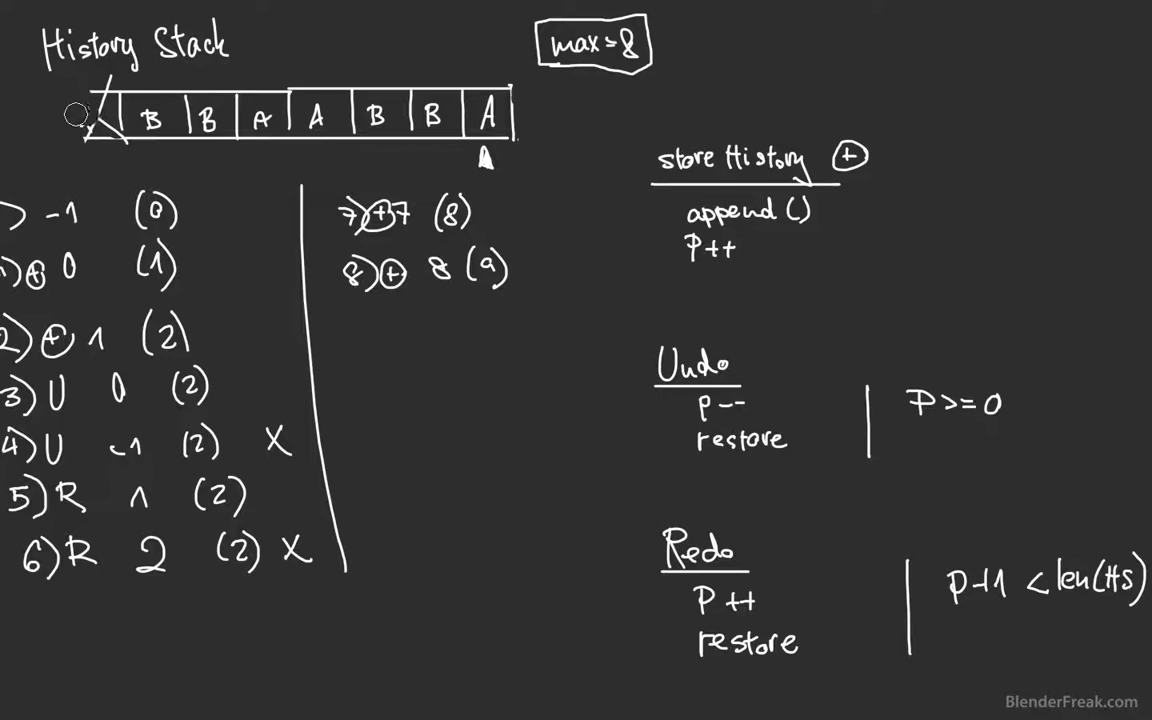 History Stack
max=8
B B A A B B A
store History +
append()
P++
) -1 (0)
1)⊕ 0 (1)
2)⊕ 1 (2)
3) U 0 (2)
4) U -1 (2) X
5) R 1 (2)
6) R 2 (2) X
7)⊕7 (8)
8)⊕ 8 (9)
Undo
p--
restore
P>=0
Redo
P++
restore
p+1 < len(HS)
BlenderFreak.com